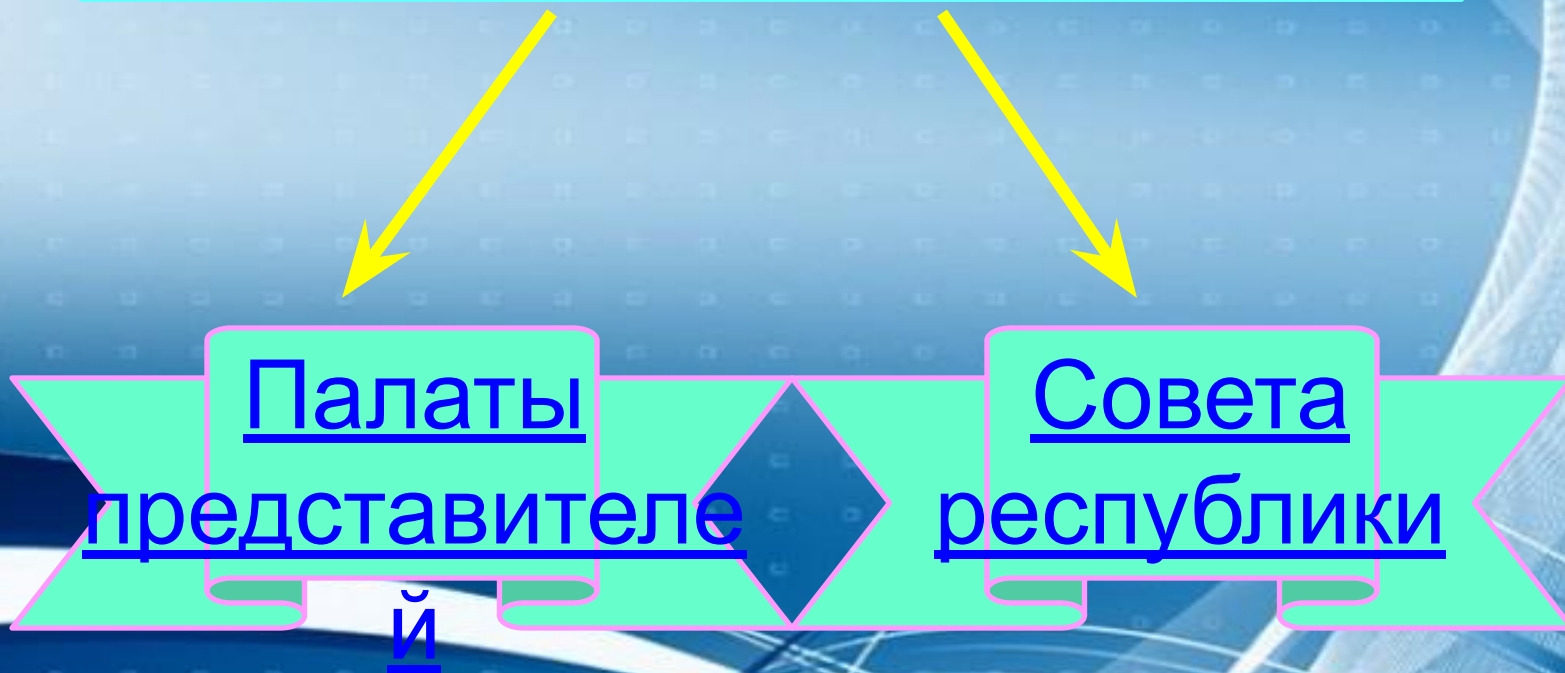 Палаты
представителе
й
Совета
республики